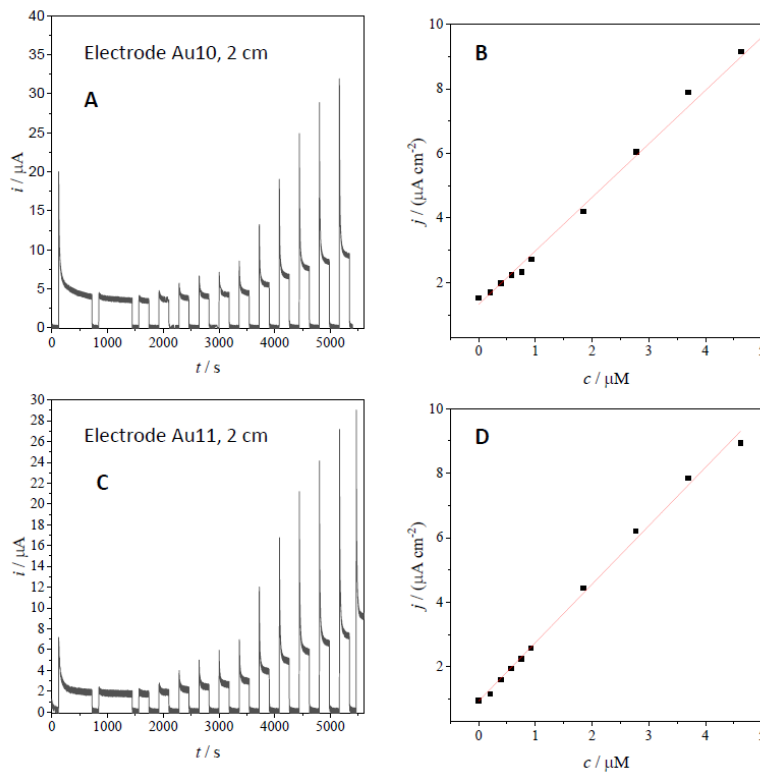 Electrode Au10, 2 cm
A
i / μA
40
35
30
25
20
15
10
5
0
0 1000 2000 3000 4000 5000
t / s
B
j / (μA cm⁻²)
10
8
6
4
2
0 1 2 3 4 5
c / μM
Electrode Au11, 2 cm
C
i / μA
30
28
26
24
22
20
18
16
14
12
10
8
6
4
2
0
0 1000 2000 3000 4000 5000
t / s
D
j / (μA cm⁻²)
10
8
6
4
2
0 1 2 3 4 5
c / μM